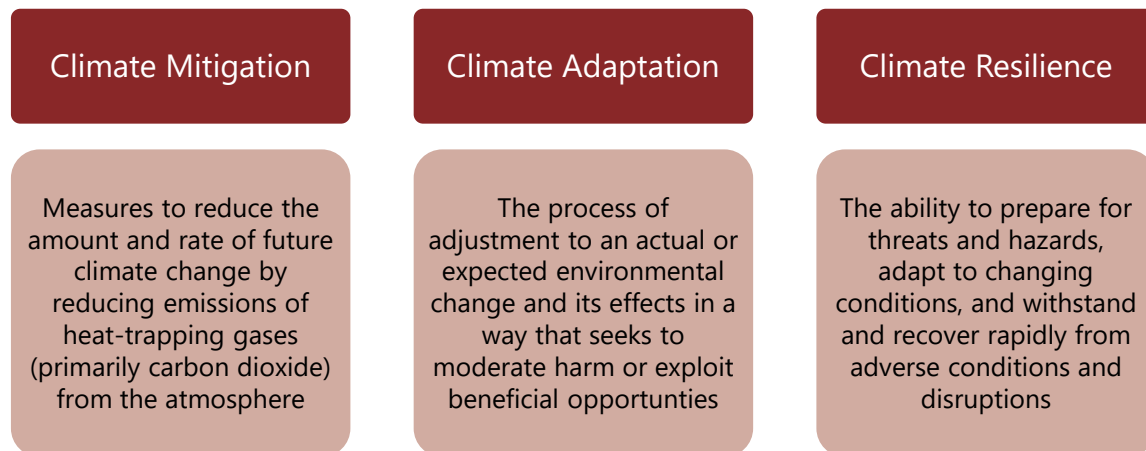 Climate Mitigation
Measures to reduce the
amount and rate of future
climate change by
reducing emissions of
heat-trapping gases
(primarily carbon dioxide)
from the atmosphere
Climate Adaptation
The process of
adjustment to an actual or
expected environmental
change and its effects in a
way that seeks to
moderate harm or exploit
beneficial opportunties
Climate Resilience
The ability to prepare for
threats and hazards,
adapt to changing
conditions, and withstand
and recover rapidly from
adverse conditions and
disruptions